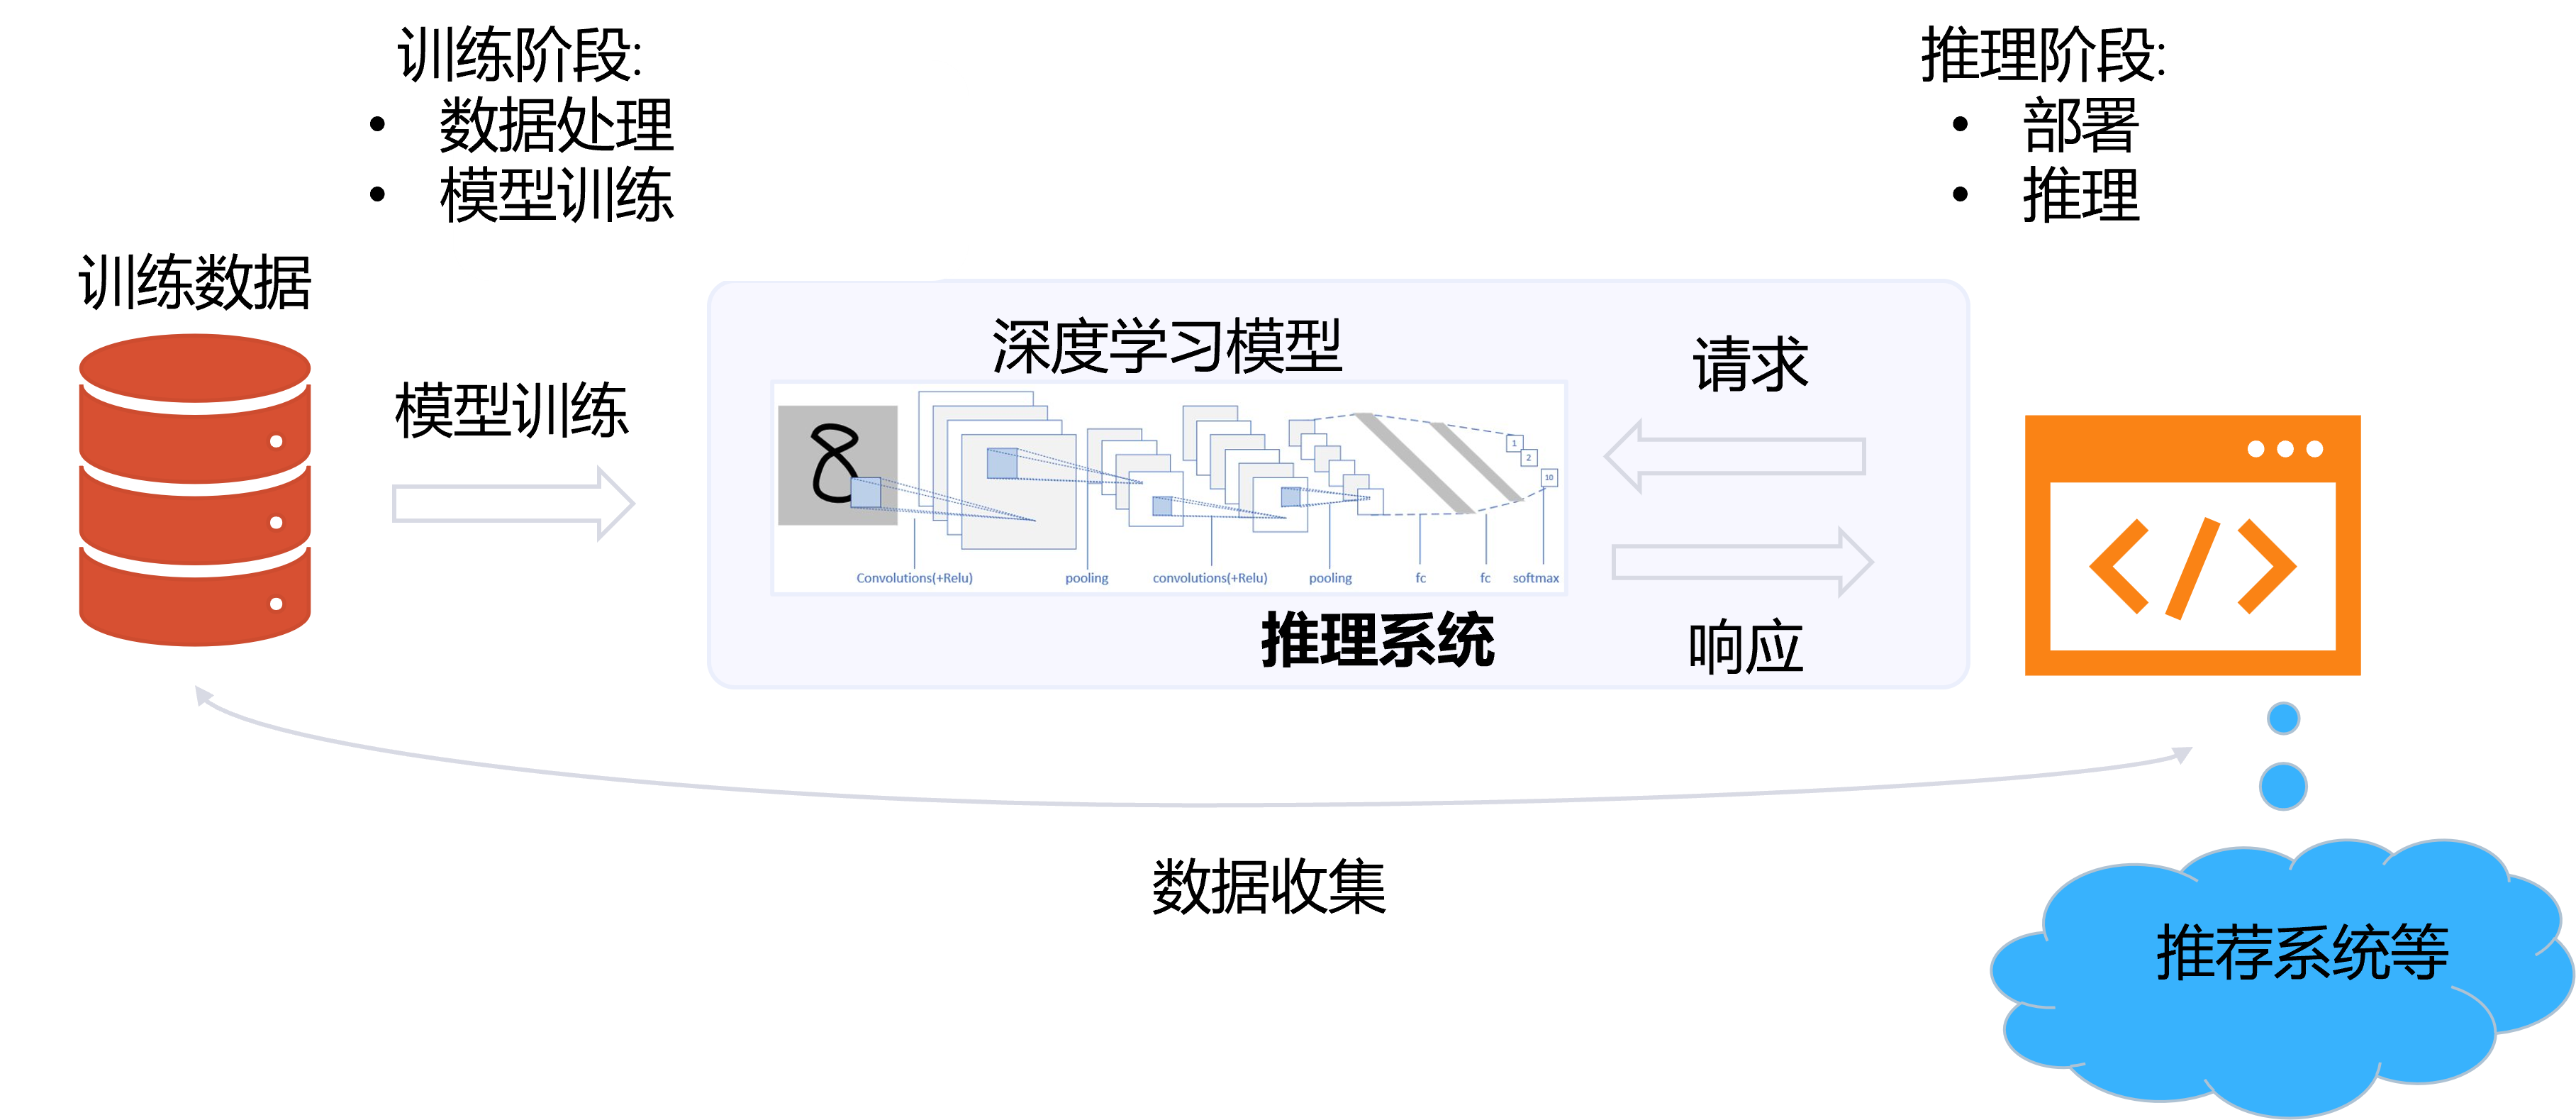 训练阶段:
• 数据处理
• 模型训练
推理阶段:
• 部署
• 推理
训练数据
模型训练
深度学习模型
请求
1
2
10
Convolutions(+Relu)
pooling
convolutions(+Relu)
pooling
fc
fc
softmax
推理系统
响应
</>
数据收集
推荐系统等